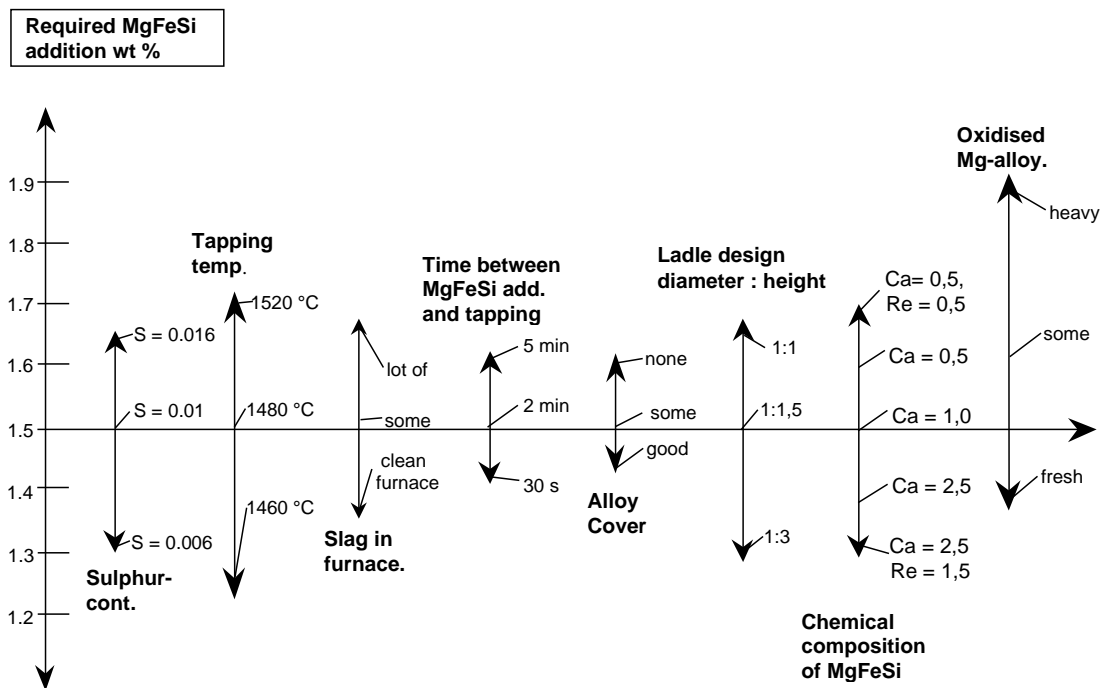 Required MgFeSi
addition wt %
1.9
1.8
1.7
1.6
1.5
1.4
1.3
1.2
S = 0.016
S = 0.01
S = 0.006
Sulphur-
cont.
Tapping
temp.
1520 °C
1480 °C
1460 °C
lot of
some
clean
furnace
Slag in
furnace.
Time between
MgFeSi add.
and tapping
5 min
2 min
30 s
none
some
good
Alloy
Cover
Ladle design
diameter : height
1:1
1:1,5
1:3
Ca= 0,5,
Re = 0,5
Ca = 0,5
Ca = 1,0
Ca = 2,5
Ca = 2,5
Re = 1,5
Chemical
composition
of MgFeSi
Oxidised
Mg-alloy.
heavy
some
fresh